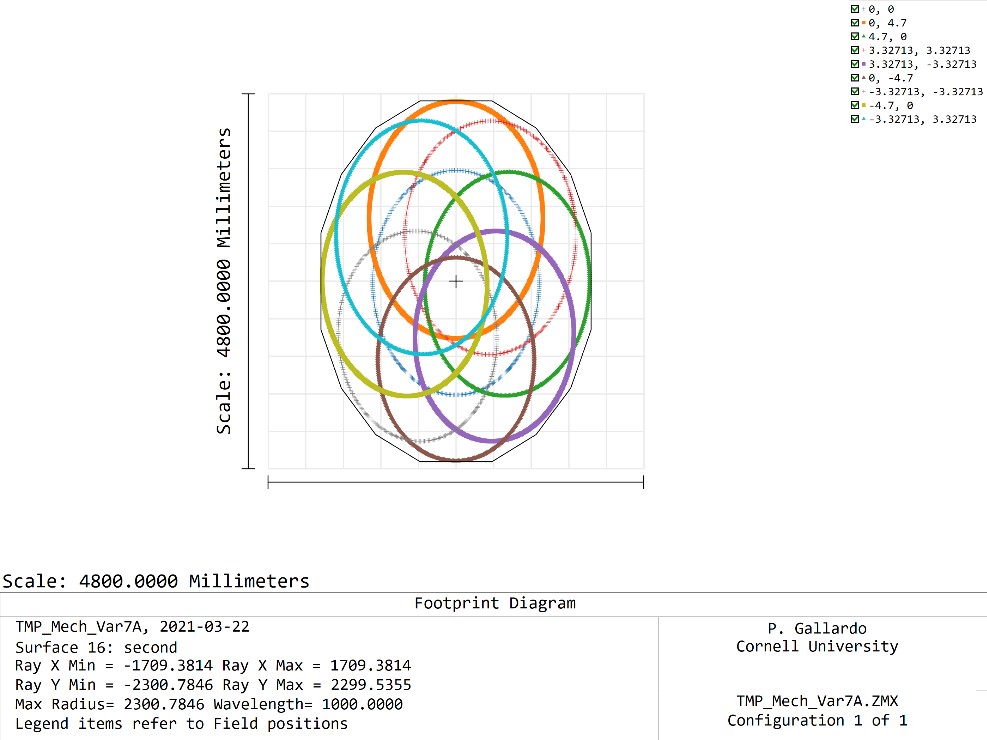 0, 0
0, 4.7
4.7, 0
3.32713, 3.32713
3.32713, -3.32713
0, -4.7
-3.32713, -3.32713
-4.7, 0
-3.32713, 3.32713
Scale: 4800.0000 Millimeters
Scale: 4800.0000 Millimeters
Footprint Diagram
TMP_Mech_Var7A, 2021-03-22
Surface 16: second
Ray X Min = -1709.3814 Ray X Max = 1709.3814
Ray Y Min = -2300.7846 Ray Y Max = 2299.5355
Max Radius= 2300.7846 Wavelength= 1000.0000
Legend items refer to Field positions
P. Gallardo
Cornell University
TMP_Mech_Var7A.ZMX
Configuration 1 of 1